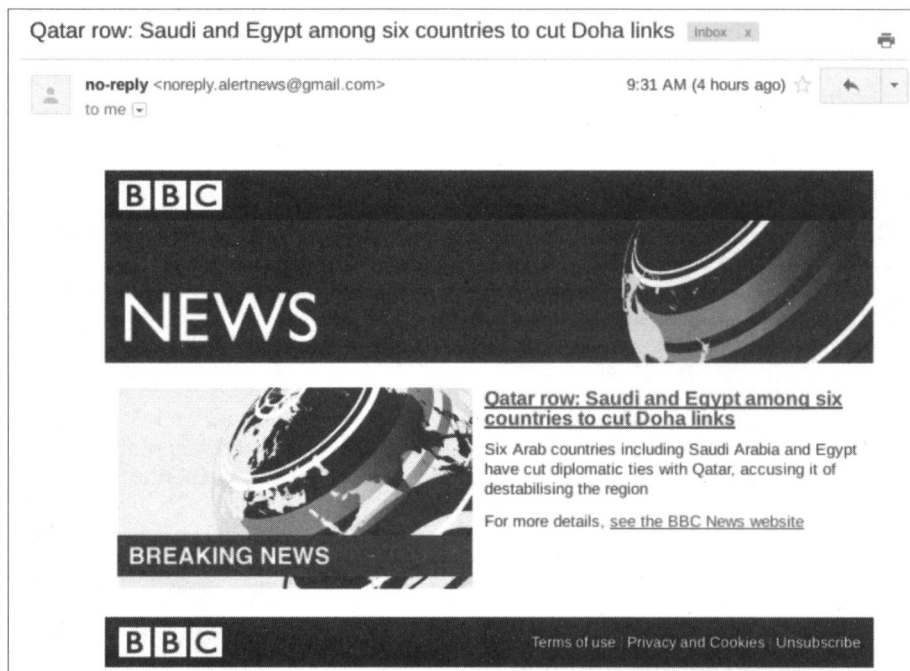 Qatar row: Saudi and Egypt among six countries to cut Doha links Inbox x
no-reply <noreply.alertnews@gmail.com> 9:31 AM (4 hours ago)
to me
BBC
NEWS
Qatar row: Saudi and Egypt among six
countries to cut Doha links
Six Arab countries including Saudi Arabia and Egypt
have cut diplomatic ties with Qatar, accusing it of
destabilising the region
For more details, see the BBC News website
BREAKING NEWS
BBC Terms of use | Privacy and Cookies | Unsubscribe